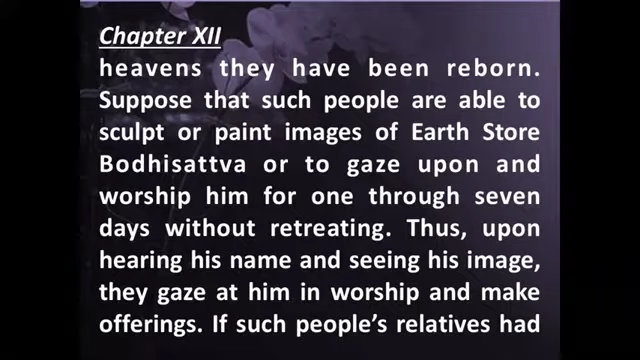 Chapter XII
heavens they have been reborn.
Suppose that such people are able to
sculpt or paint images of Earth Store
Bodhisattva or to gaze upon and
worship him for one through seven
days without retreating. Thus, upon
hearing his name and seeing his image,
they gaze at him in worship and make
offerings. If such people's relatives had